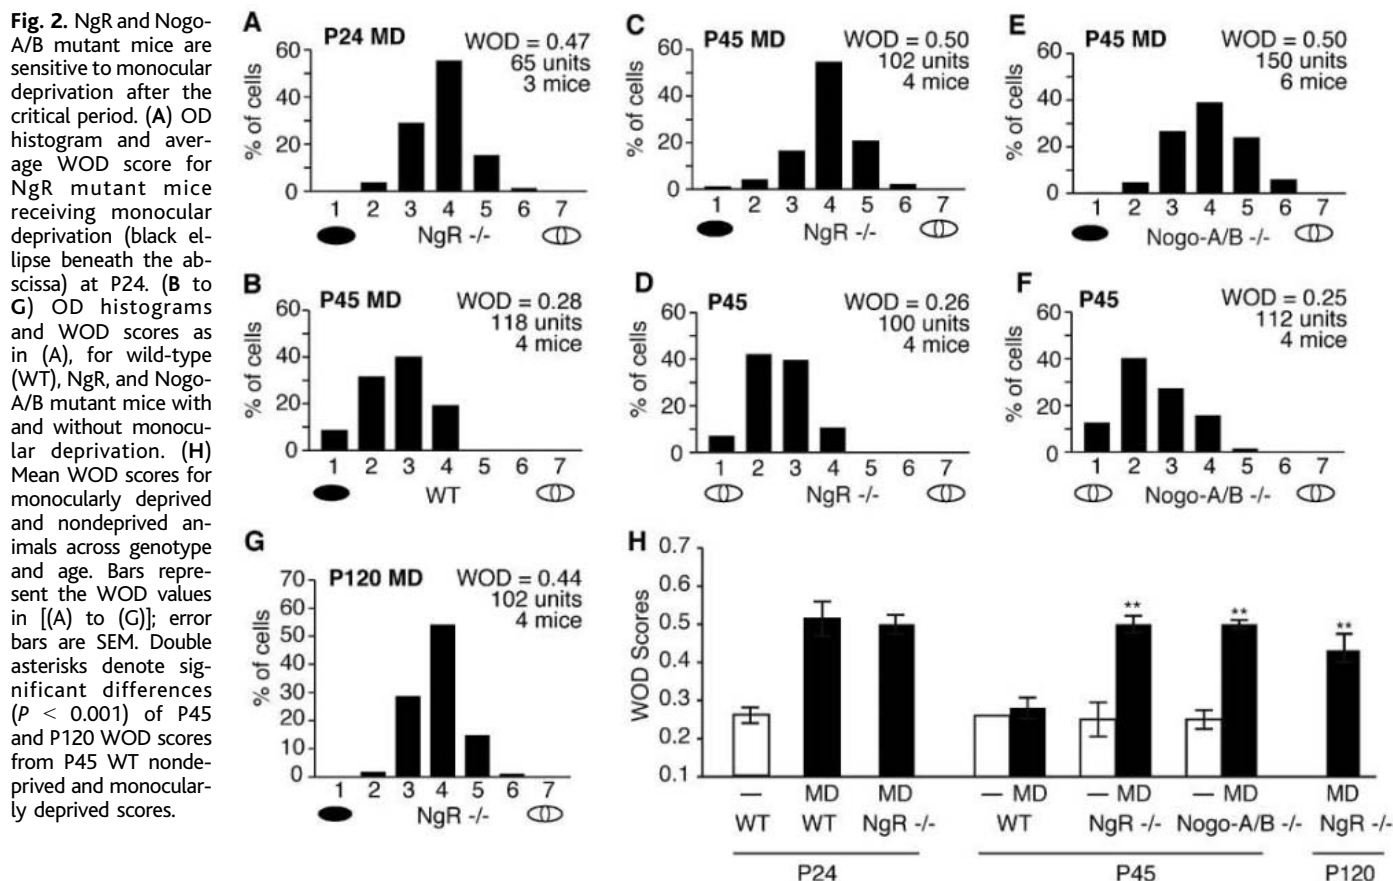 Fig. 2. NgR and Nogo-
A/B mutant mice are
sensitive to monocular
deprivation after the
critical period. (A) OD
histogram and aver-
age WOD score for
NgR mutant mice
receiving monocular
deprivation (black el-
lipse beneath the ab-
scissa) at P24. (B to
G) OD histograms
and WOD scores as
in (A), for wild-type
(WT), NgR, and Nogo-
A/B mutant mice with
and without monocu-
lar deprivation. (H)
Mean WOD scores for
monocularly deprived
and nondeprived an-
imals across genotype
and age. Bars repre-
sent the WOD values
in [(A) to (G)]; error
bars are SEM. Double
asterisks denote sig-
nificant differences
(P < 0.001) of P45
and P120 WOD scores
from P45 WT nonde-
prived and monocular-
ly deprived scores.
A
P24 MD
WOD = 0.47
65 units
3 mice
% of cells
60
40
20
0
1 2 3 4 5 6 7
NgR -/-
C
P45 MD
WOD = 0.50
102 units
4 mice
% of cells
60
40
20
0
1 2 3 4 5 6 7
NgR -/-
E
P45 MD
WOD = 0.50
150 units
6 mice
% of cells
60
40
20
0
1 2 3 4 5 6 7
Nogo-A/B -/-
B
P45 MD
WOD = 0.28
118 units
4 mice
% of cells
60
40
20
0
1 2 3 4 5 6 7
WT
D
P45
WOD = 0.26
100 units
4 mice
% of cells
60
40
20
0
1 2 3 4 5 6 7
NgR -/-
F
P45
WOD = 0.25
112 units
4 mice
% of cells
60
40
20
0
1 2 3 4 5 6 7
Nogo-A/B -/-
G
P120 MD
WOD = 0.44
102 units
4 mice
% of cells
70
60
50
40
30
20
10
0
1 2 3 4 5 6 7
NgR -/-
H
WOD Scores
0.7
0.6
0.5
0.4
0.3
0.2
0.1
** ** **
— MD MD — MD — MD — MD MD
WT WT NgR -/- WT NgR -/- Nogo-A/B -/- NgR -/-
P24 P45 P120